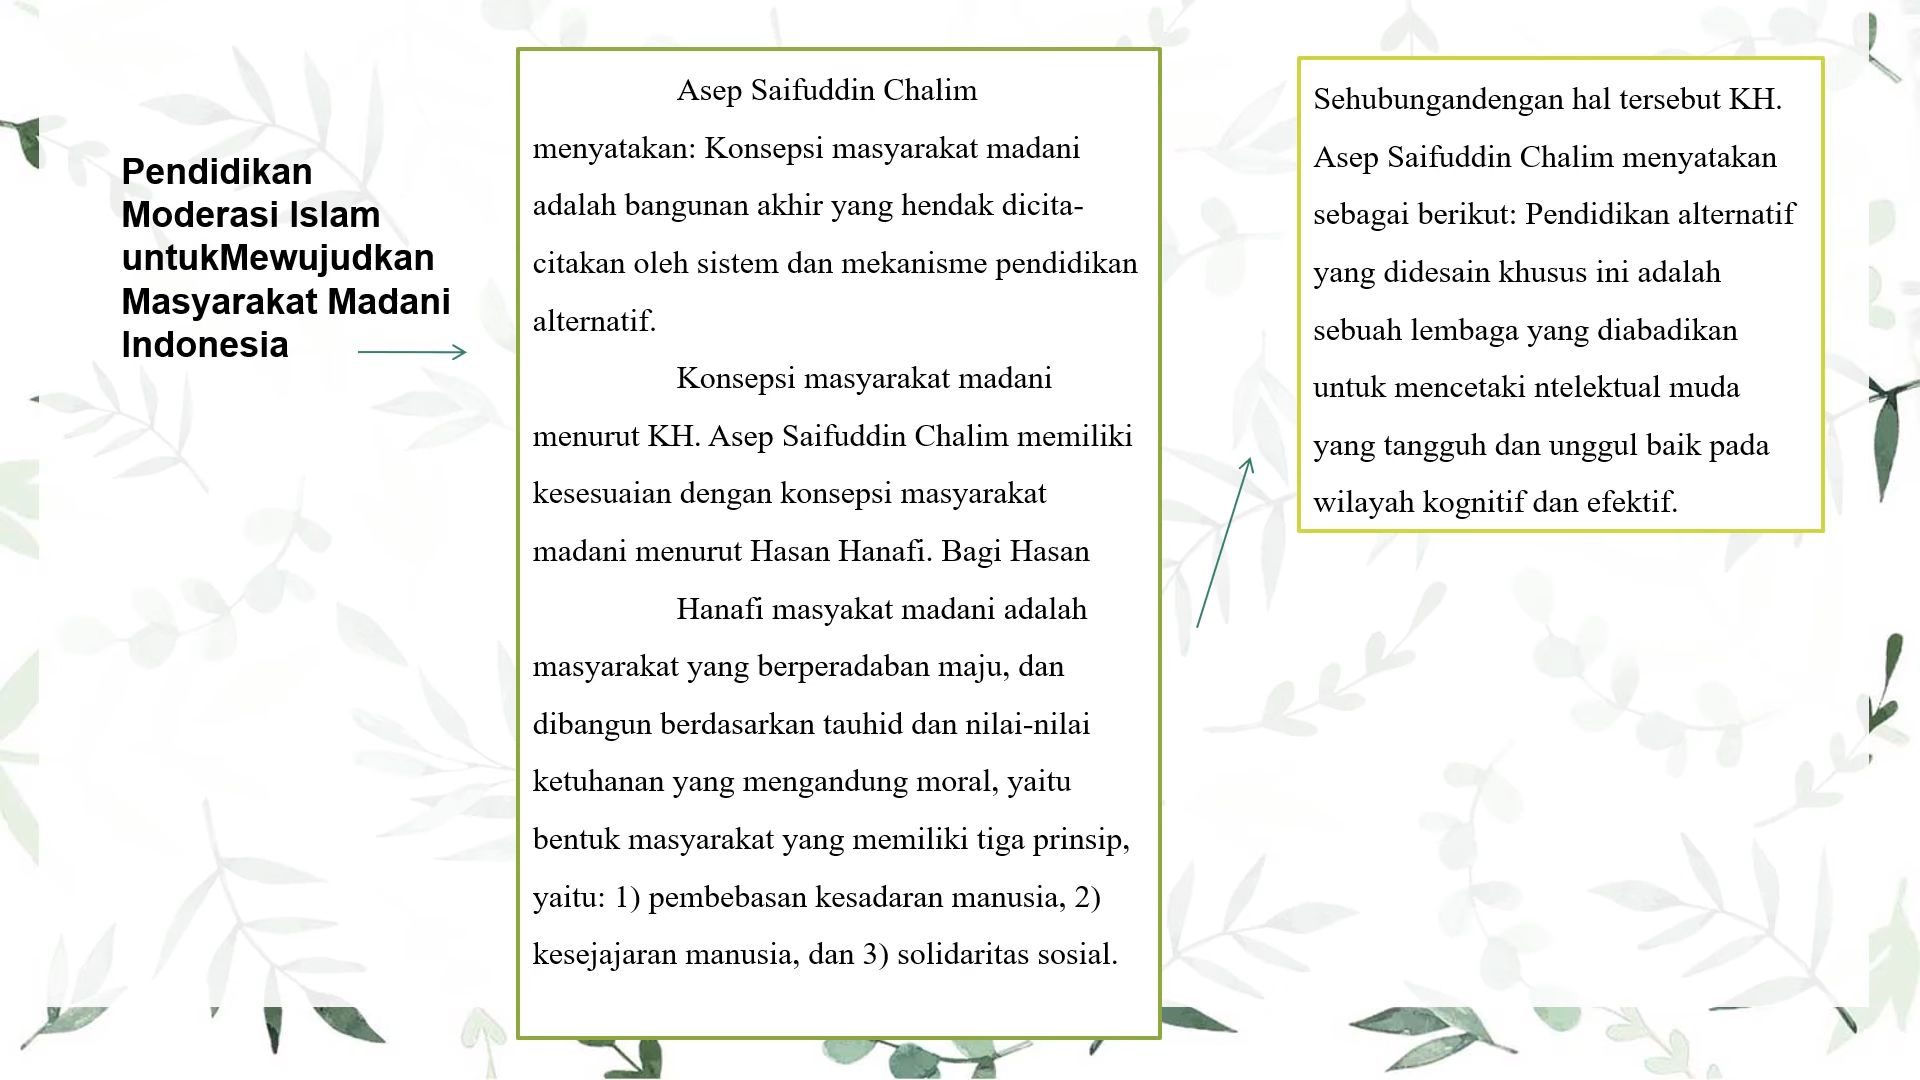 Pendidikan
Moderasi Islam
untukMewujudkan
Masyarakat Madani
Indonesia
Asep Saifuddin Chalim
menyatakan: Konsepsi masyarakat madani
adalah bangunan akhir yang hendak dicita-
citakan oleh sistem dan mekanisme pendidikan
alternatif.
Konsepsi masyarakat madani
menurut KH. Asep Saifuddin Chalim memiliki
kesesuaian dengan konsepsi masyarakat
madani menurut Hasan Hanafi. Bagi Hasan
Hanafi masyakat madani adalah
masyarakat yang berperadaban maju, dan
dibangun berdasarkan tauhid dan nilai-nilai
ketuhanan yang mengandung moral, yaitu
bentuk masyarakat yang memiliki tiga prinsip,
yaitu: 1) pembebasan kesadaran manusia, 2)
kesejajaran manusia, dan 3) solidaritas sosial.
Sehubungandengan hal tersebut KH.
Asep Saifuddin Chalim menyatakan
sebagai berikut: Pendidikan alternatif
yang didesain khusus ini adalah
sebuah lembaga yang diabadikan
untuk mencetaki ntelektual muda
yang tangguh dan unggul baik pada
wilayah kognitif dan efektif.